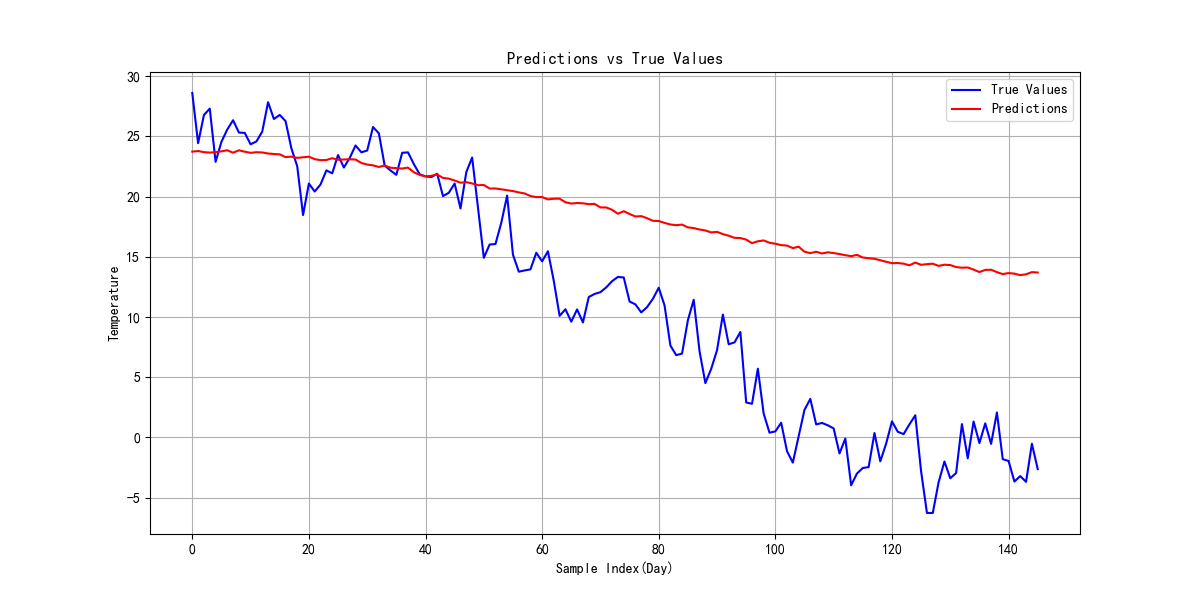 Predictions vs True Values
True Values
Predictions
Temperature
30
25
20
15
10
5
0
−5
0 20 40 60 80 100 120 140
Sample Index(Day)